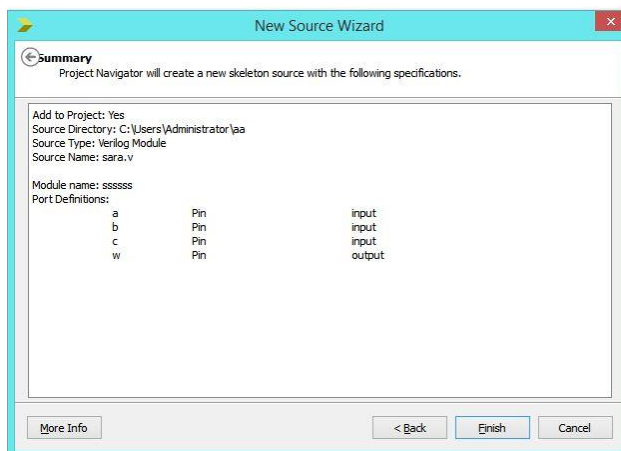 New Source Wizard
Summary
Project Navigator will create a new skeleton source with the following specifications.
Add to Project: Yes
Source Directory: C:\Users\Administrator\aa
Source Type: Verilog Module
Source Name: sara.v
Module name: ssssss
Port Definitions:
a Pin input
b Pin input
c Pin input
w Pin output
More Info < Back Finish Cancel